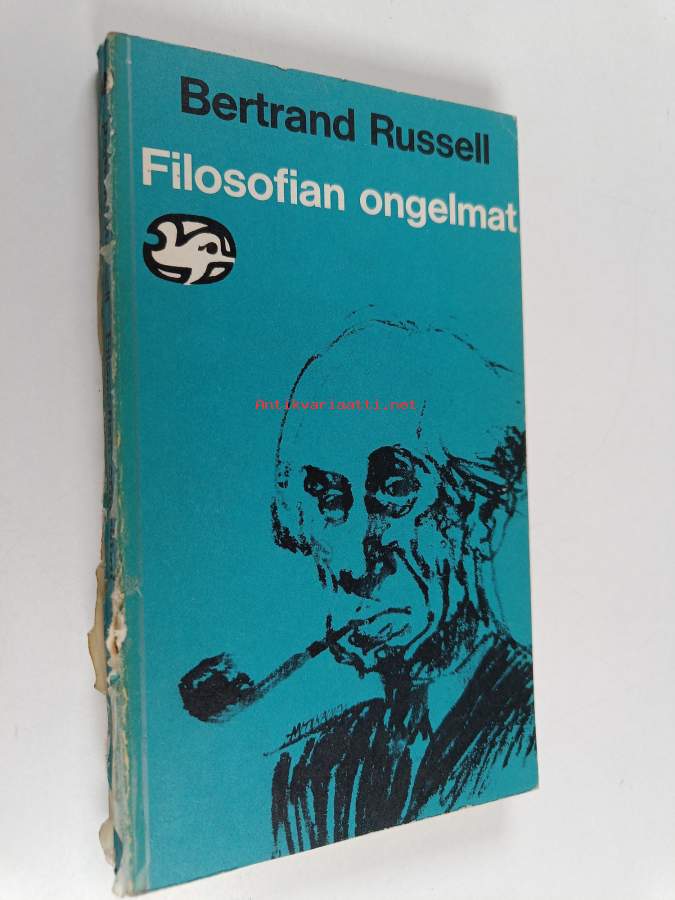 Bertrand Russell
Filosofian ongelmat
Antikvariaatti.net